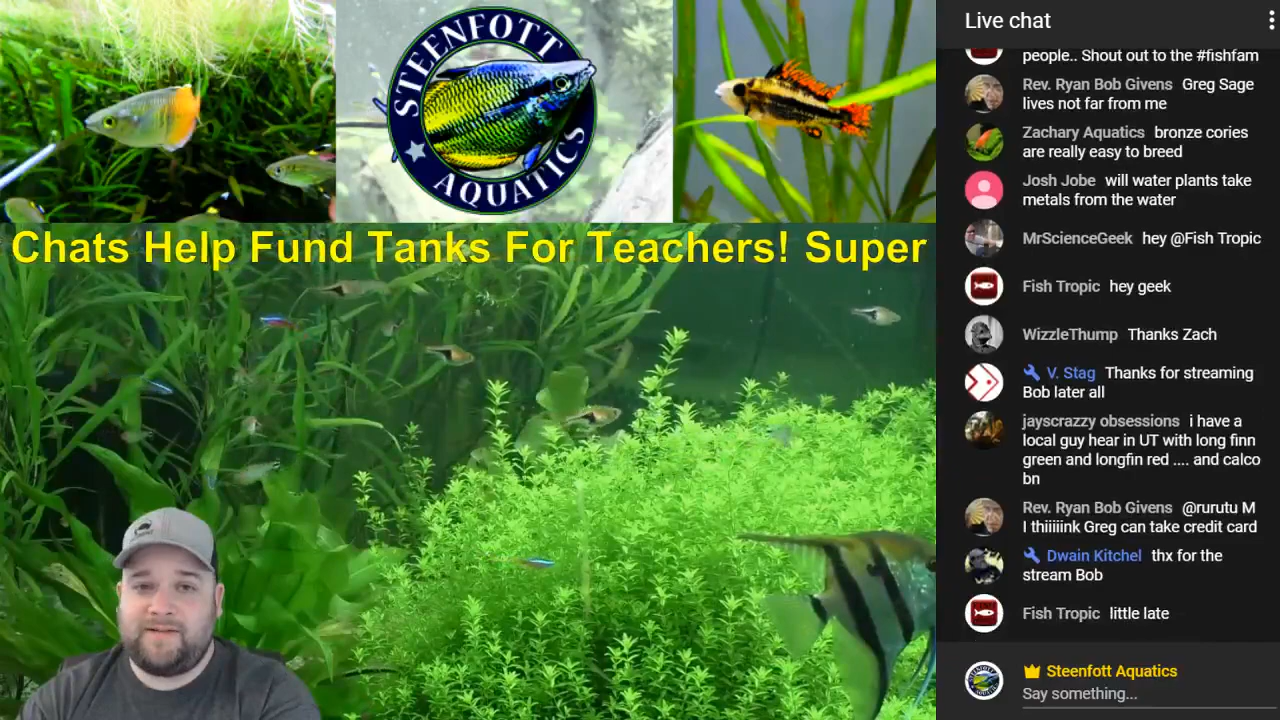 STEENFOTT
AQUATICS
Chats Help Fund Tanks For Teachers! Super
Live chat
people.. Shout out to the #fishfam
Rev. Ryan Bob Givens Greg Sage
lives not far from me
Zachary Aquatics bronze cories
are really easy to breed
Josh Jobe will water plants take
metals from the water
MrScienceGeek hey @Fish Tropic
Fish Tropic hey geek
WizzleThump Thanks Zach
V. Stag Thanks for streaming
Bob later all
jayscrazzy obsessions i have a
local guy hear in UT with long finn
green and longfin red .... and calco
bn
Rev. Ryan Bob Givens @rurutu M
I thiiiiink Greg can take credit card
Dwain Kitchel thx for the
stream Bob
Fish Tropic little late
Steenfott Aquatics
Say something...